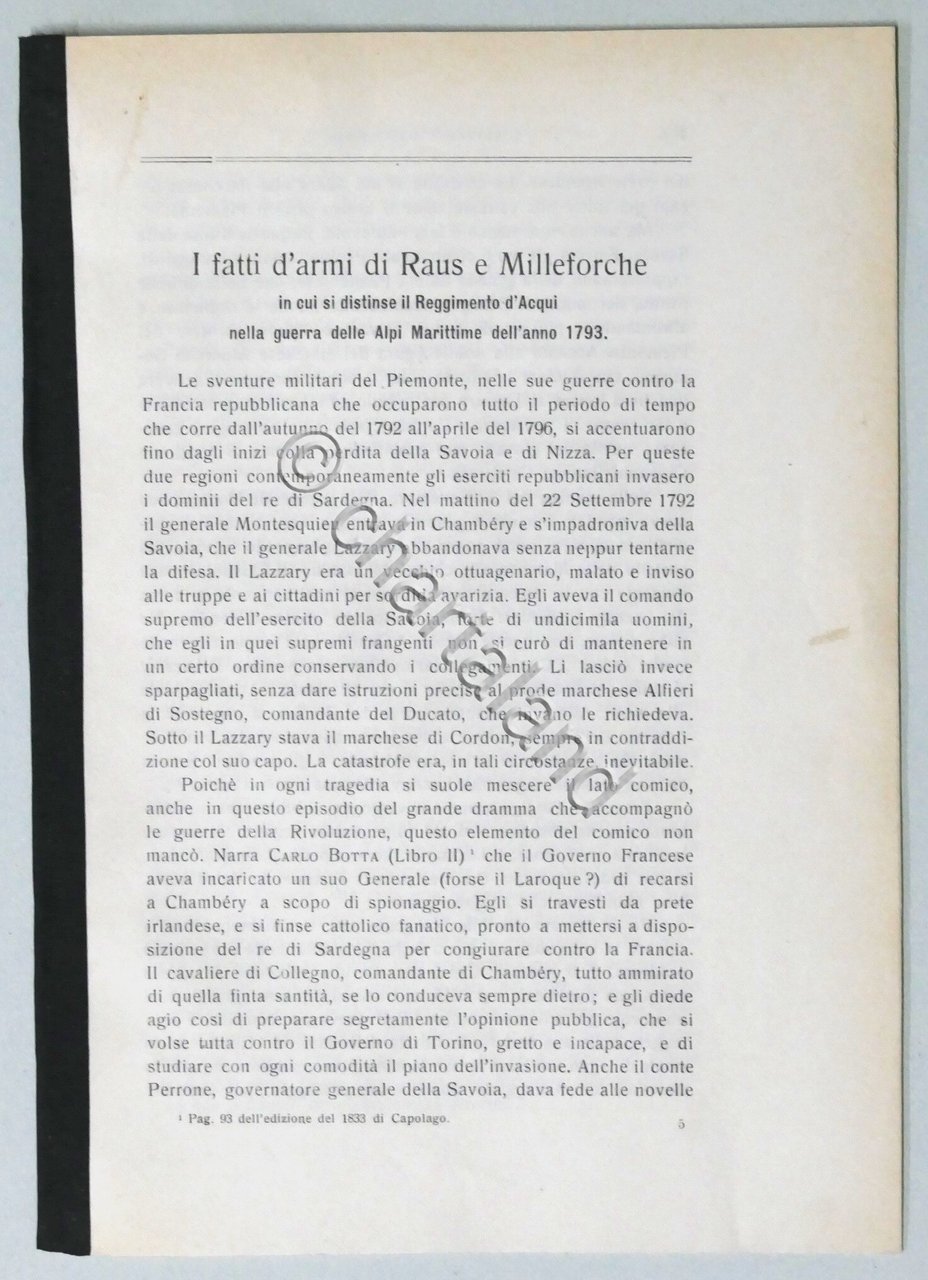 I fatti d'armi di Raus e Milleforche
in cui si distinse il Reggimento d'Acqui
nella guerra delle Alpi Marittime dell'anno 1793.
Le sventure militari del Piemonte, nelle sue guerre contro la
Francia repubblicana che occuparono tutto il periodo di tempo
che corre dall'autunno del 1792 all'aprile del 1796, si accentuarono
fino dagli inizi colla perdita della Savoia e di Nizza. Per queste
due regioni contemporaneamente gli eserciti repubblicani invasero
i dominii del re di Sardegna. Nel mattino del 22 Settembre 1792
il generale Montesquieu entrava in Chambéry e s'impadroniva della
Savoia, che il generale Lazzary abbandonava senza neppur tentarne
la difesa. Il Lazzary era un vecchio ottuagenario, malato e inviso
alle truppe e ai cittadini per sordida avarizia. Egli aveva il comando
supremo dell'esercito della Savoia, forte di undicimila uomini,
che egli in quei supremi frangenti non si curò di mantenere in
un certo ordine conservando i collegamenti. Li lasciò invece
sparpagliati, senza dare istruzioni precise al prode marchese Alfieri
di Sostegno, comandante del Ducato, che invano le richiedeva.
Sotto il Lazzary stava il marchese di Cordon, sempre in contraddi-
zione col suo capo. La catastrofe era, in tali circostanze, inevitabile.
Poichè in ogni tragedia si suole mescere il lato comico,
anche in questo episodio del grande dramma che accompagnò
le guerre della Rivoluzione, questo elemento del comico non
mancò. Narra CARLO BOTTA (Libro II) ¹ che il Governo Francese
aveva incaricato un suo Generale (forse il Laroque?) di recarsi
a Chambéry a scopo di spionaggio. Egli si travestì da prete
irlandese, e si finse cattolico fanatico, pronto a mettersi a dispo-
sizione del re di Sardegna per congiurare contro la Francia.
Il cavaliere di Collegno, comandante di Chambéry, tutto ammirato
di quella finta santità, se lo conduceva sempre dietro; e gli diede
agio così di preparare segretamente l'opinione pubblica, che si
volse tutta contro il Governo di Torino, gretto e incapace, e di
studiare con ogni comodità il piano dell'invasione. Anche il conte
Perrone, governatore generale della Savoia, dava fede alle novelle
¹ Pag. 93 dell'edizione del 1833 di Capolago.
5
© chartaland